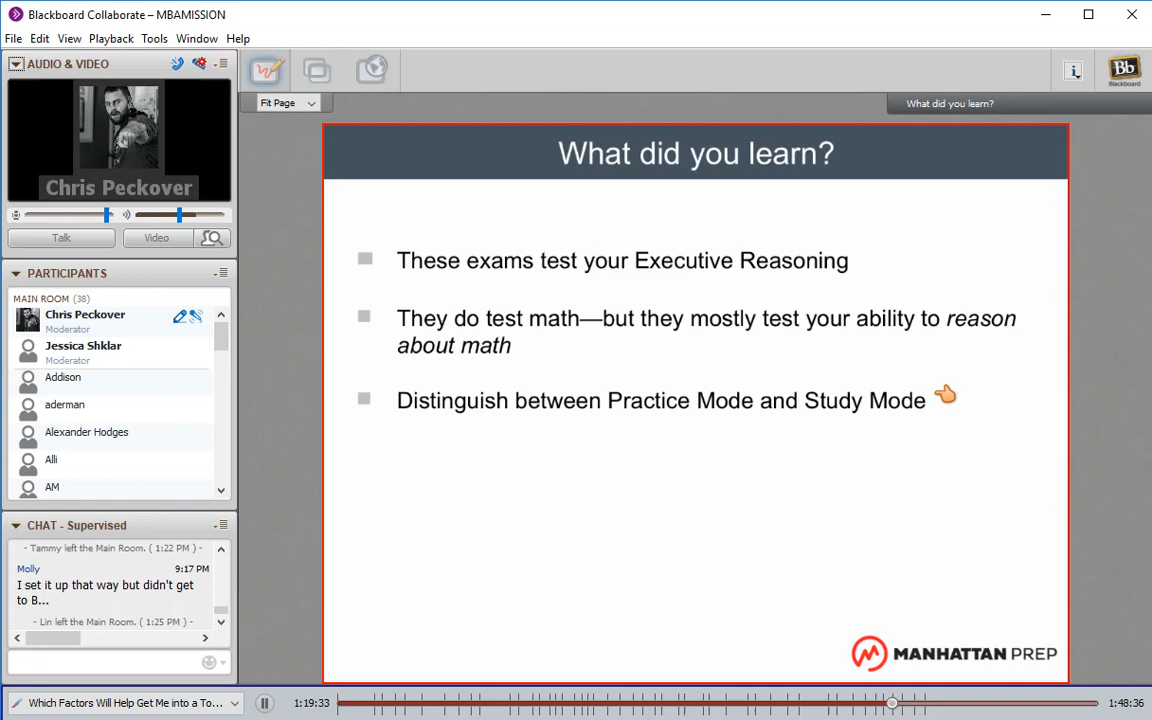 Blackboard Collaborate – MBAMISSION
File Edit View Playback Tools Window Help
AUDIO & VIDEO
Chris Peckover
Talk
Video
PARTICIPANTS
MAIN ROOM (38)
Chris Peckover
Moderator
Jessica Shklar
Moderator
Addison
aderman
Alexander Hodges
Alli
AM
CHAT - Supervised
- Tammy left the Main Room. ( 1:22 PM ) -
Molly 9:17 PM
I set it up that way but didn't get
to B...
- Lin left the Main Room. ( 1:25 PM ) -
Fit Page
What did you learn?
Bb
Blackboard
What did you learn?
These exams test your Executive Reasoning
They do test math—but they mostly test your ability to reason
about math
Distinguish between Practice Mode and Study Mode
MANHATTAN PREP
Which Factors Will Help Get Me into a To...
1:19:33
1:48:36